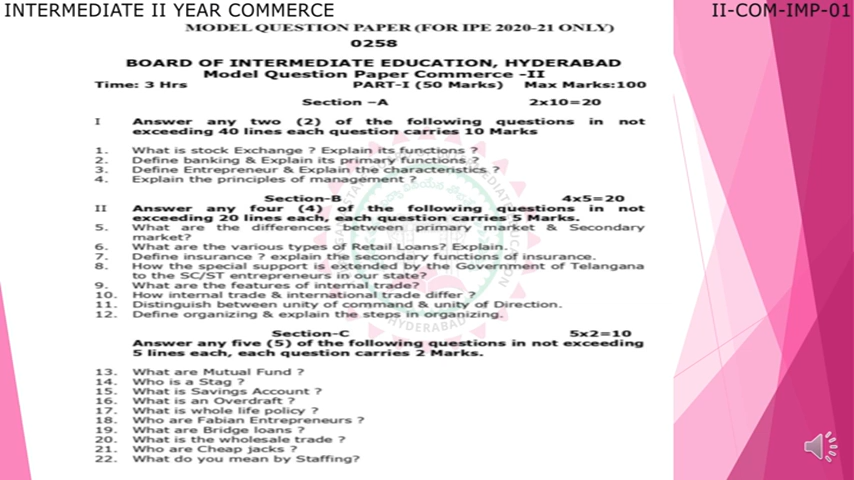 INTERMEDIATE II YEAR COMMERCE
II-COM-IMP-01
MODEL QUESTION PAPER (FOR IPE 2020-21 ONLY)
0258
BOARD OF INTERMEDIATE EDUCATION, HYDERABAD
Model Question Paper Commerce -II
Time: 3 Hrs PART-I (50 Marks) Max Marks:100
Section –A 2x10=20
I Answer any two (2) of the following questions in not
exceeding 40 lines each question carries 10 Marks
1. What is stock Exchange ? Explain its functions ?
2. Define banking & Explain its primary functions ?
3. Define Entrepreneur & Explain the characteristics ?
4. Explain the principles of management ?
Section-B 4x5=20
II Answer any four (4) of the following questions in not
exceeding 20 lines each, each question carries 5 Marks.
5. What are the differences between primary market & Secondary
market?
6. What are the various types of Retail Loans? Explain.
7. Define insurance ? explain the secondary functions of insurance.
8. How the special support is extended by the Government of Telangana
to the SC/ST entrepreneurs in our state?
9. What are the features of internal trade?
10. How internal trade & international trade differ ?
11. Distinguish between unity of command & unity of Direction.
12. Define organizing & explain the steps in organizing.
Section-C 5x2=10
Answer any five (5) of the following questions in not exceeding
5 lines each, each question carries 2 Marks.
13. What are Mutual Fund ?
14. Who is a Stag ?
15. What is Savings Account ?
16. What is an Overdraft ?
17. What is whole life policy ?
18. Who are Fabian Entrepreneurs ?
19. What are Bridge loans ?
20. What is the wholesale trade ?
21. Who are Cheap jacks ?
22. What do you mean by Staffing?
HYDERABAD